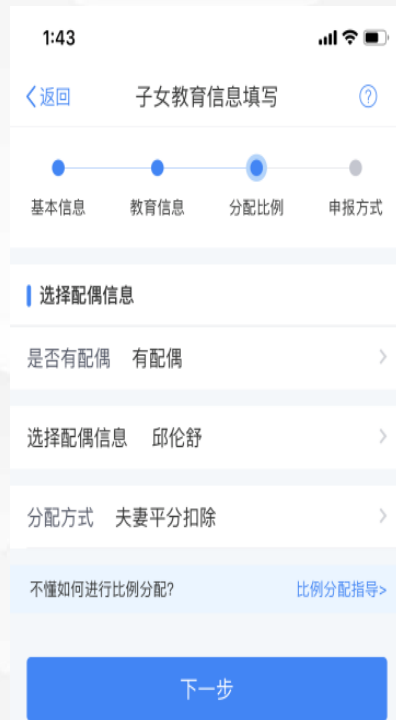 1:43
返回 子女教育信息填写
基本信息 教育信息 分配比例 申报方式
选择配偶信息
是否有配偶 有配偶
选择配偶信息 邱伦舒
分配方式 夫妻平分扣除
不懂如何进行比例分配? 比例分配指导>
下一步